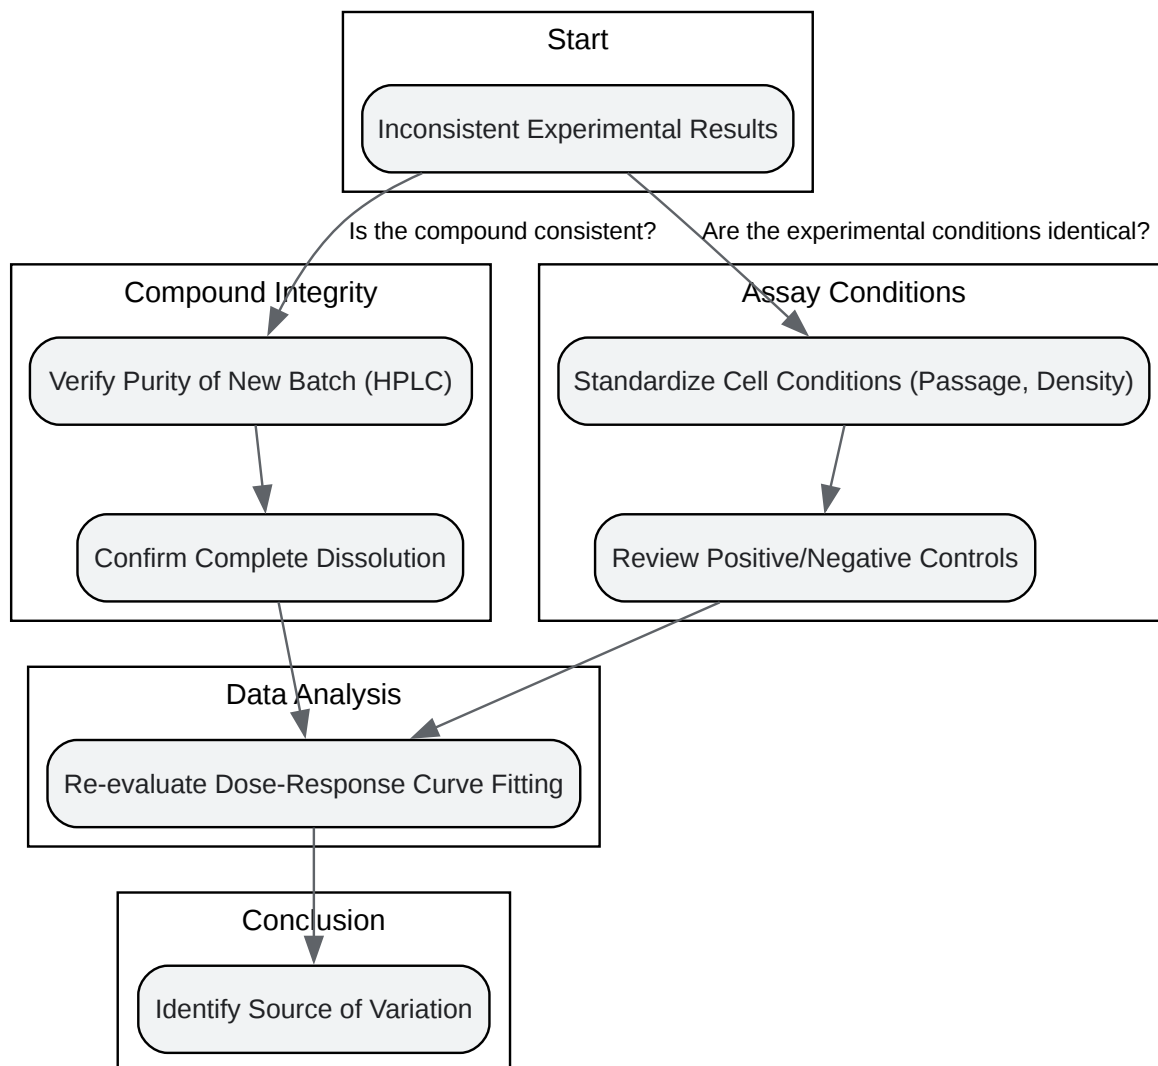 Start
Inconsistent Experimental Results
Is the compound consistent?
Are the experimental conditions identical?
Compound Integrity
Assay Conditions
Verify Purity of New Batch (HPLC)
Standardize Cell Conditions (Passage, Density)
Confirm Complete Dissolution
Review Positive/Negative Controls
Data Analysis
Re-evaluate Dose-Response Curve Fitting
Conclusion
Identify Source of Variation